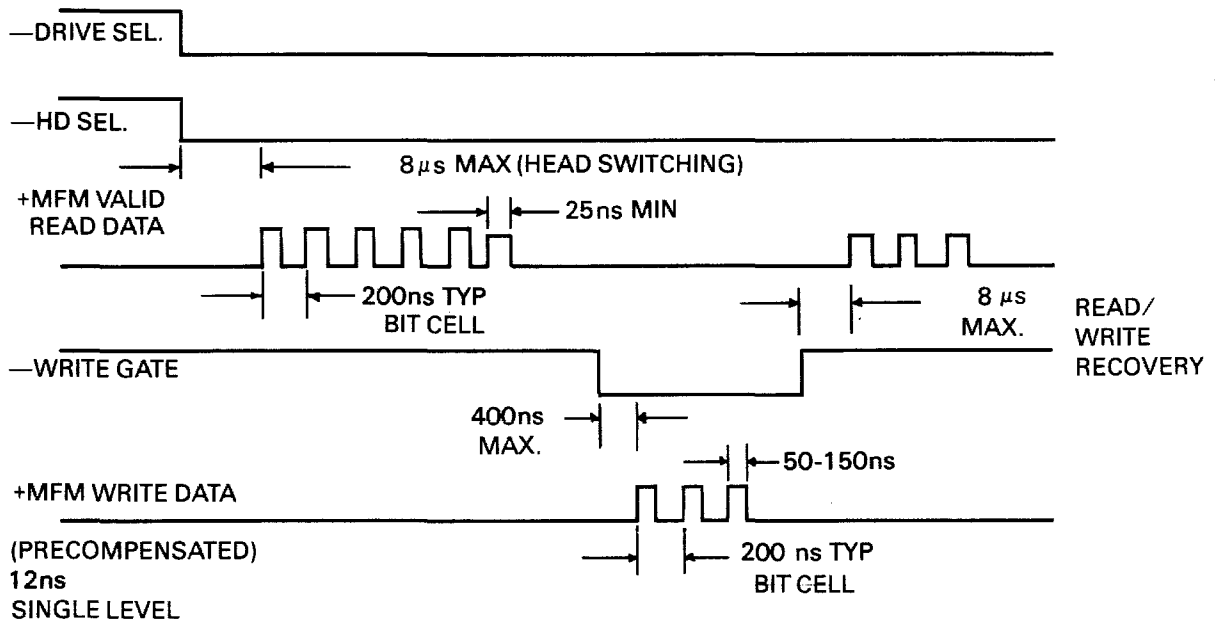 —DRIVE SEL.
—HD SEL.
8μs MAX (HEAD SWITCHING)
+MFM VALID
READ DATA
25ns MIN
200ns TYP
BIT CELL
8 μs
MAX.
READ/
WRITE
RECOVERY
—WRITE GATE
400ns
MAX.
50-150ns
+MFM WRITE DATA
(PRECOMPENSATED)
12ns
SINGLE LEVEL
200 ns TYP
BIT CELL